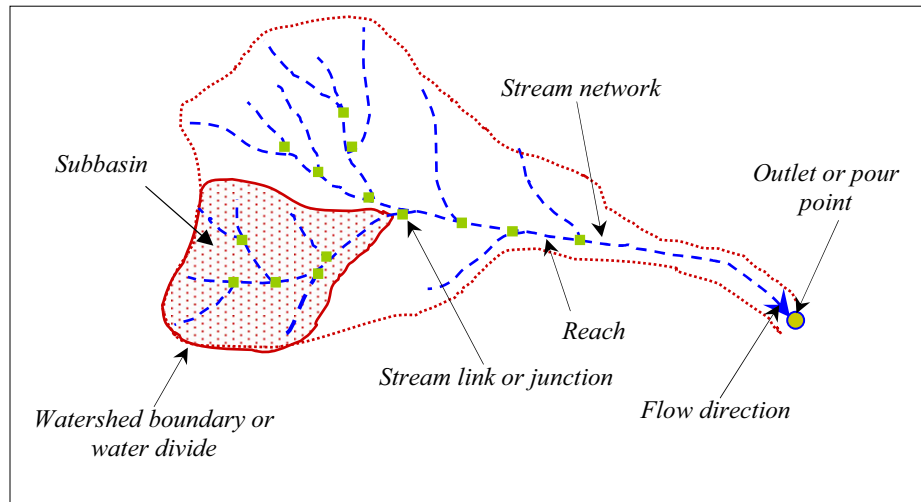 Stream network
Subbasin
Outlet or pour
point
Reach
Stream link or junction
Flow direction
Watershed boundary or
water divide